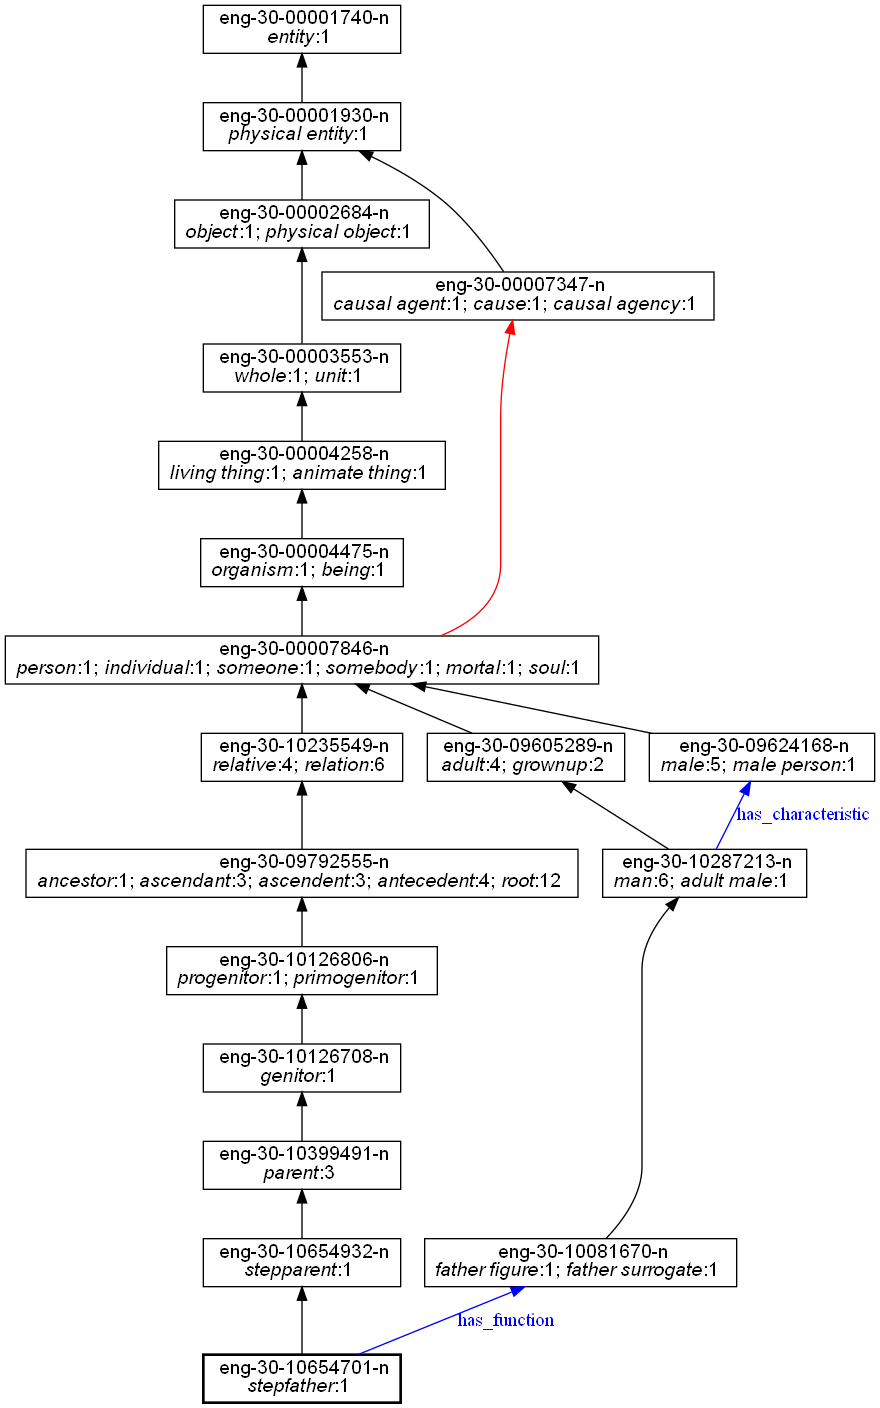 eng-30-00001740-n
entity:1
eng-30-00001930-n
physical entity:1
eng-30-00002684-n
object:1; physical object:1
eng-30-00007347-n
causal agent:1; cause:1; causal agency:1
eng-30-00003553-n
whole:1; unit:1
eng-30-00004258-n
living thing:1; animate thing:1
eng-30-00004475-n
organism:1; being:1
eng-30-00007846-n
person:1; individual:1; someone:1; somebody:1; mortal:1; soul:1
eng-30-10235549-n
relative:4; relation:6
eng-30-09605289-n
adult:4; grownup:2
eng-30-09624168-n
male:5; male person:1
has_characteristic
eng-30-09792555-n
ancestor:1; ascendant:3; ascendent:3; antecedent:4; root:12
eng-30-10287213-n
man:6; adult male:1
eng-30-10126806-n
progenitor:1; primogenitor:1
eng-30-10126708-n
genitor:1
eng-30-10399491-n
parent:3
eng-30-10654932-n
stepparent:1
eng-30-10081670-n
father figure:1; father surrogate:1
has_function
eng-30-10654701-n
stepfather:1